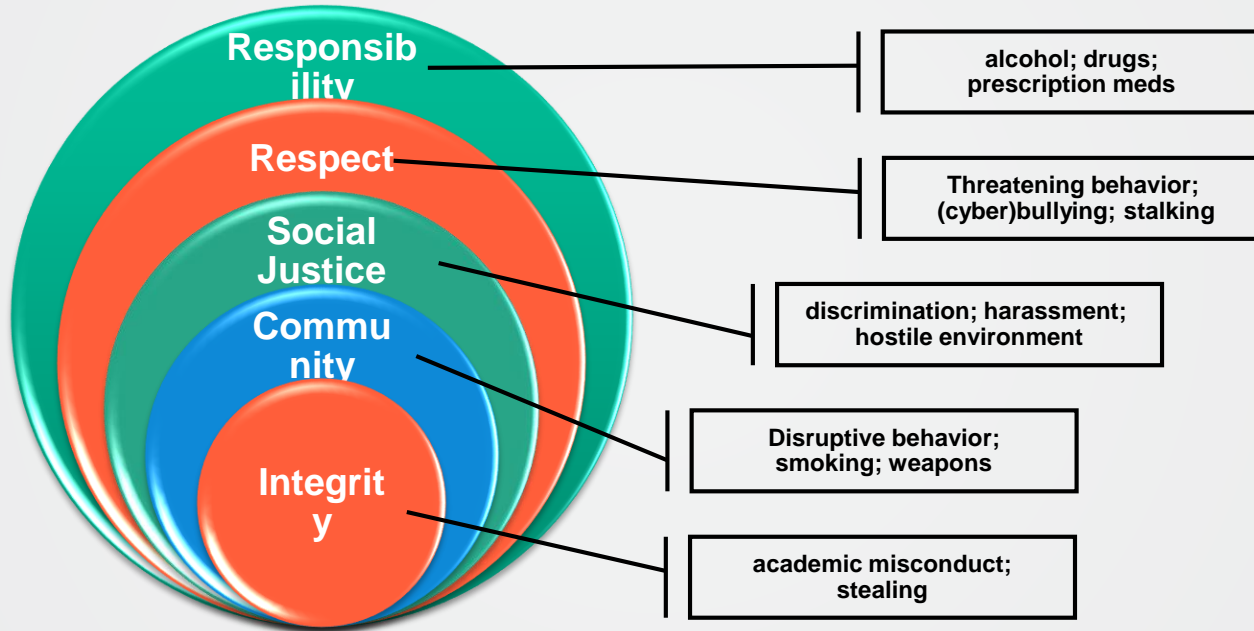 Responsib
ility
alcohol; drugs;
prescription meds
Respect
Threatening behavior;
(cyber)bullying; stalking
Social
Justice
discrimination; harassment;
hostile environment
Commu
nity
Disruptive behavior;
smoking; weapons
Integrit
y
academic misconduct;
stealing